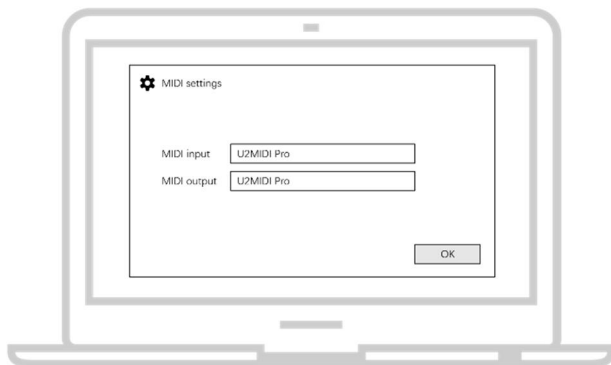 MIDI settings
MIDI input U2MIDI Pro
MIDI output U2MIDI Pro
OK